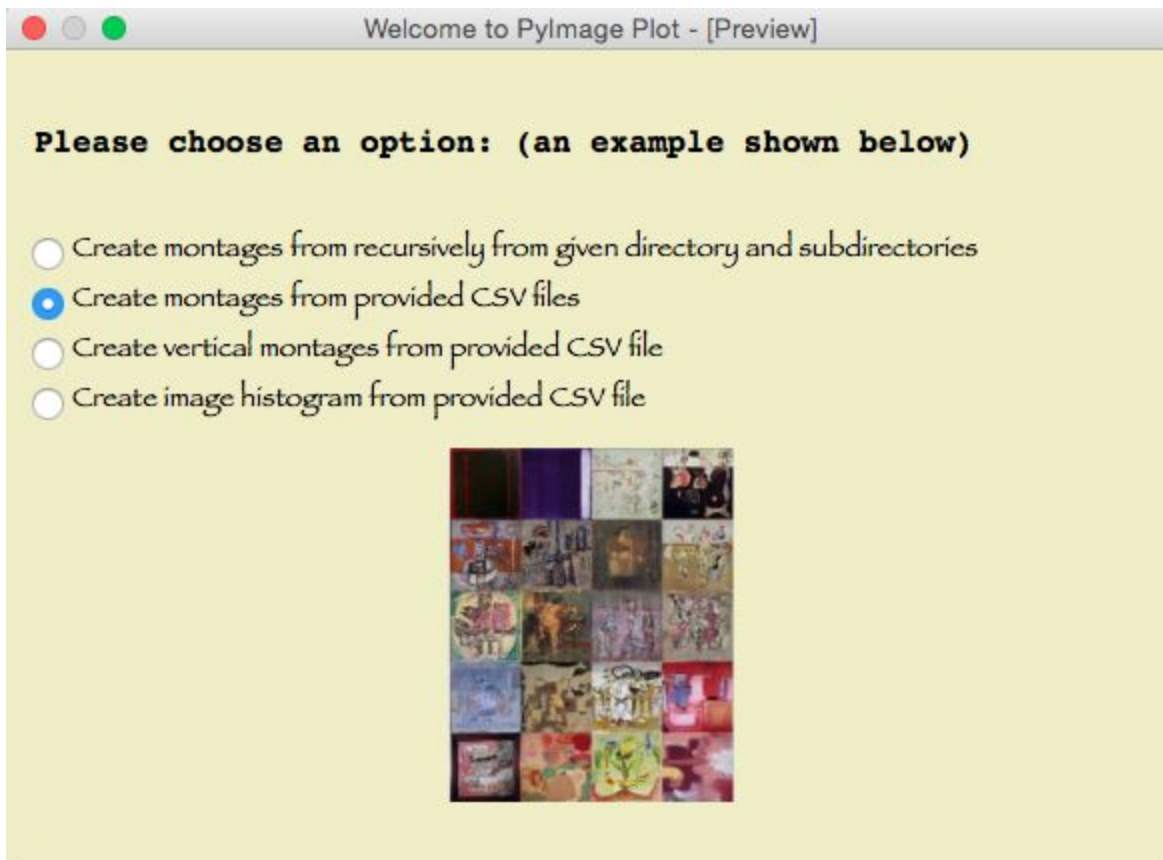 Welcome to PyImage Plot - [Preview]
Please choose an option: (an example shown below)
Create montages from recursively from given directory and subdirectories
Create montages from provided CSV files
Create vertical montages from provided CSV file
Create image histogram from provided CSV file